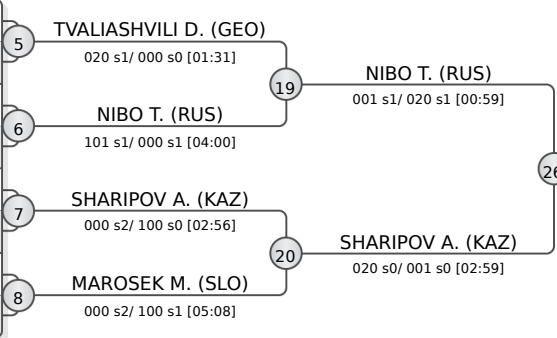 5
TVALIASHVILI D. (GEO)
020 s1/ 000 s0 [01:31]
19
NIBO T. (RUS)
001 s1/ 020 s1 [00:59]
6
NIBO T. (RUS)
101 s1/ 000 s1 [04:00]
26
7
SHARIPOV A. (KAZ)
000 s2/ 100 s0 [02:56]
20
SHARIPOV A. (KAZ)
020 s0/ 001 s0 [02:59]
8
MAROSEK M. (SLO)
000 s2/ 100 s1 [05:08]